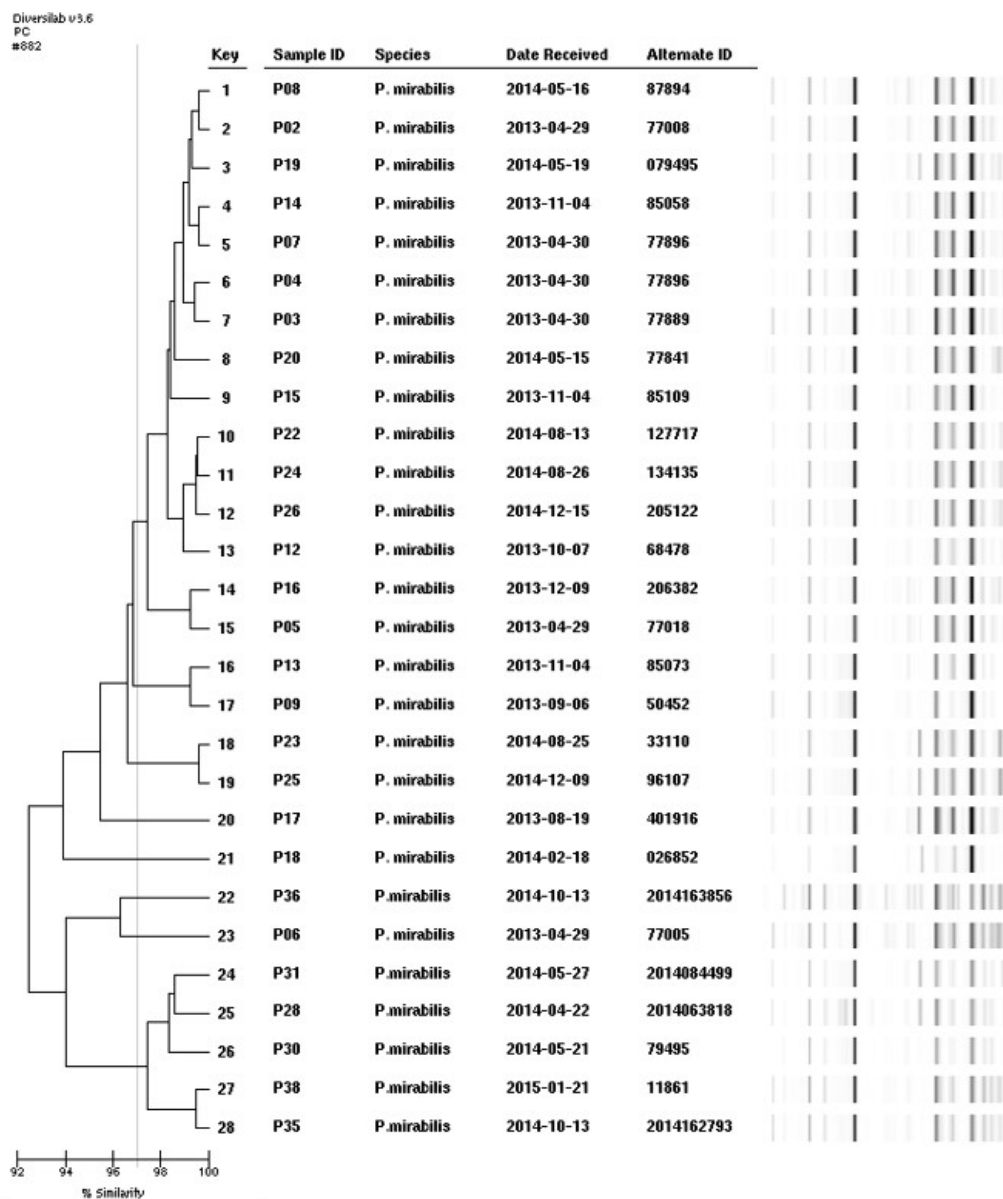 Diversilab v3.6
PC
#882
Key Sample ID Species Date Received Alternate ID
1 P08 P. mirabilis 2014-05-16 87894
2 P02 P. mirabilis 2013-04-29 77008
3 P19 P. mirabilis 2014-05-19 079495
4 P14 P. mirabilis 2013-11-04 85058
5 P07 P. mirabilis 2013-04-30 77896
6 P04 P. mirabilis 2013-04-30 77896
7 P03 P. mirabilis 2013-04-30 77889
8 P20 P. mirabilis 2014-05-15 77841
9 P15 P. mirabilis 2013-11-04 85109
10 P22 P. mirabilis 2014-08-13 127717
11 P24 P. mirabilis 2014-08-26 134135
12 P26 P. mirabilis 2014-12-15 205122
13 P12 P. mirabilis 2013-10-07 68478
14 P16 P. mirabilis 2013-12-09 206382
15 P05 P. mirabilis 2013-04-29 77018
16 P13 P. mirabilis 2013-11-04 85073
17 P09 P. mirabilis 2013-09-06 50452
18 P23 P. mirabilis 2014-08-25 33110
19 P25 P. mirabilis 2014-12-09 96107
20 P17 P. mirabilis 2013-08-19 401916
21 P18 P. mirabilis 2014-02-18 026852
22 P36 P.mirabilis 2014-10-13 2014163856
23 P06 P. mirabilis 2013-04-29 77005
24 P31 P.mirabilis 2014-05-27 2014084499
25 P28 P.mirabilis 2014-04-22 2014063818
26 P30 P.mirabilis 2014-05-21 79495
27 P38 P.mirabilis 2015-01-21 11861
28 P35 P.mirabilis 2014-10-13 2014162793
92 94 96 98 100
% Similarity